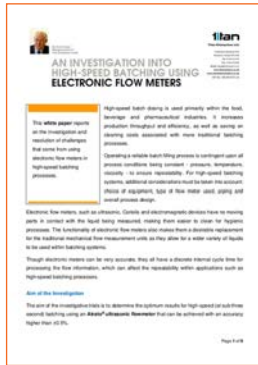 titan
Titan Enterprises Ltd
AN INVESTIGATION INTO
HIGH-SPEED BATCHING USING
ELECTRONIC FLOW METERS
This white paper reports
on the investigation and
resolution of challenges
that come from using
electronic flow meters in
high-speed batching
processes.
High-speed batch dosing is used primarily within the food,
beverage and pharmaceutical industries. It increases
production throughput and efficiency, as well as saving on
cleaning costs associated with more traditional batching
processes.
Operating a reliable batch filling process is contingent upon all
process conditions being constant - pressure, temperature,
viscosity - to ensure repeatability. For high-speed batching
systems, additional considerations must be taken into account;
choice of equipment, type of flow meter used, piping and
overall process design.
Electronic flow meters, such as ultrasonic, Coriolis and electromagnetic devices have no moving
parts in contact with the liquid being measured, making them easier to clean for hygienic
processes. The functionality of electronic flow meters also makes them a desirable replacement
for the traditional mechanical flow measurement units as they allow for a wider variety of liquids
to be used within batching systems.
Though electronic meters can be very accurate, they all have a discrete internal cycle time for
processing the flow information, which can affect the repeatability within applications such as
high-speed batching processes.
Aim of the Investigation
The aim of the investigative trials is to determine the optimum results for high-speed (at sub three
second) batching using an Atrato® ultrasonic flowmeter that can be achieved with an accuracy
higher than ±0.5%.
Page 1 of 8